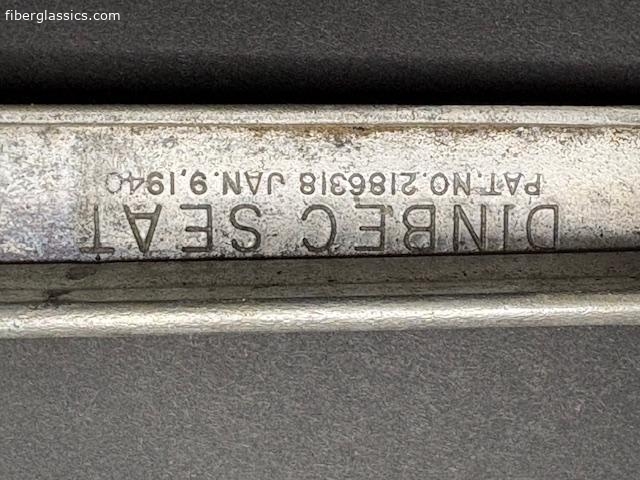 fiberglassics.com
DINBEC SEAT
PAT. NO. 2186318 JAN. 9, 1940